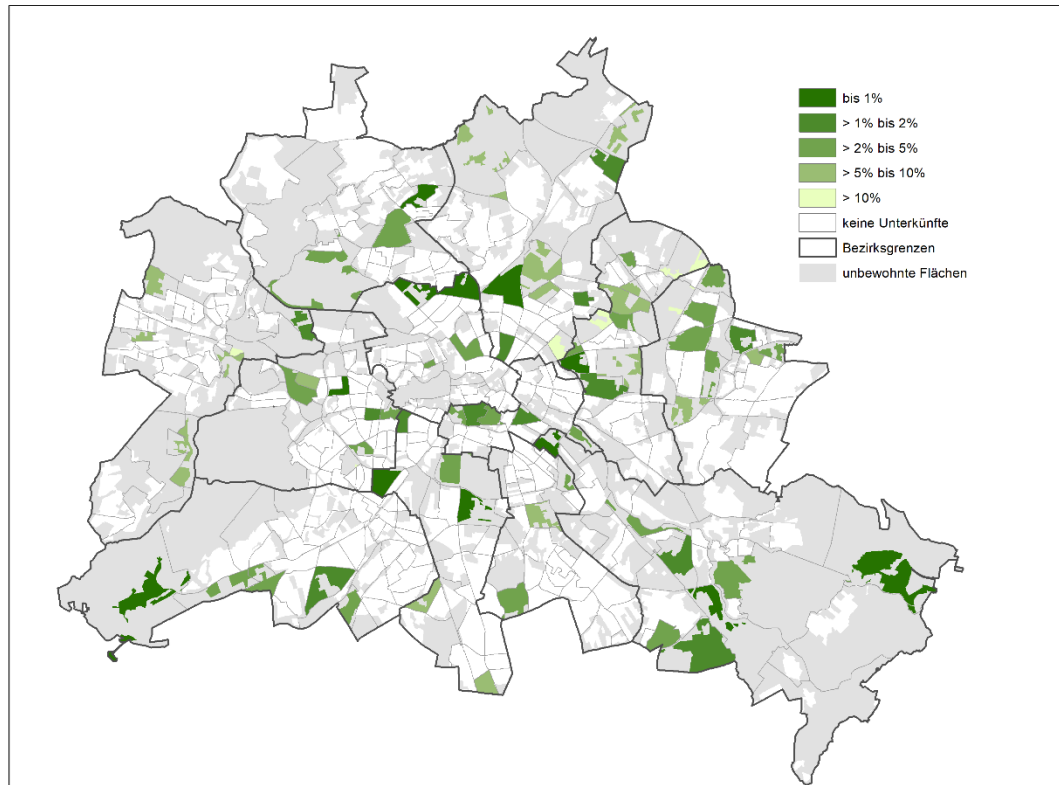 bis 1%
> 1% bis 2%
> 2% bis 5%
> 5% bis 10%
> 10%
keine Unterkünfte
Bezirksgrenzen
unbewohnte Flächen